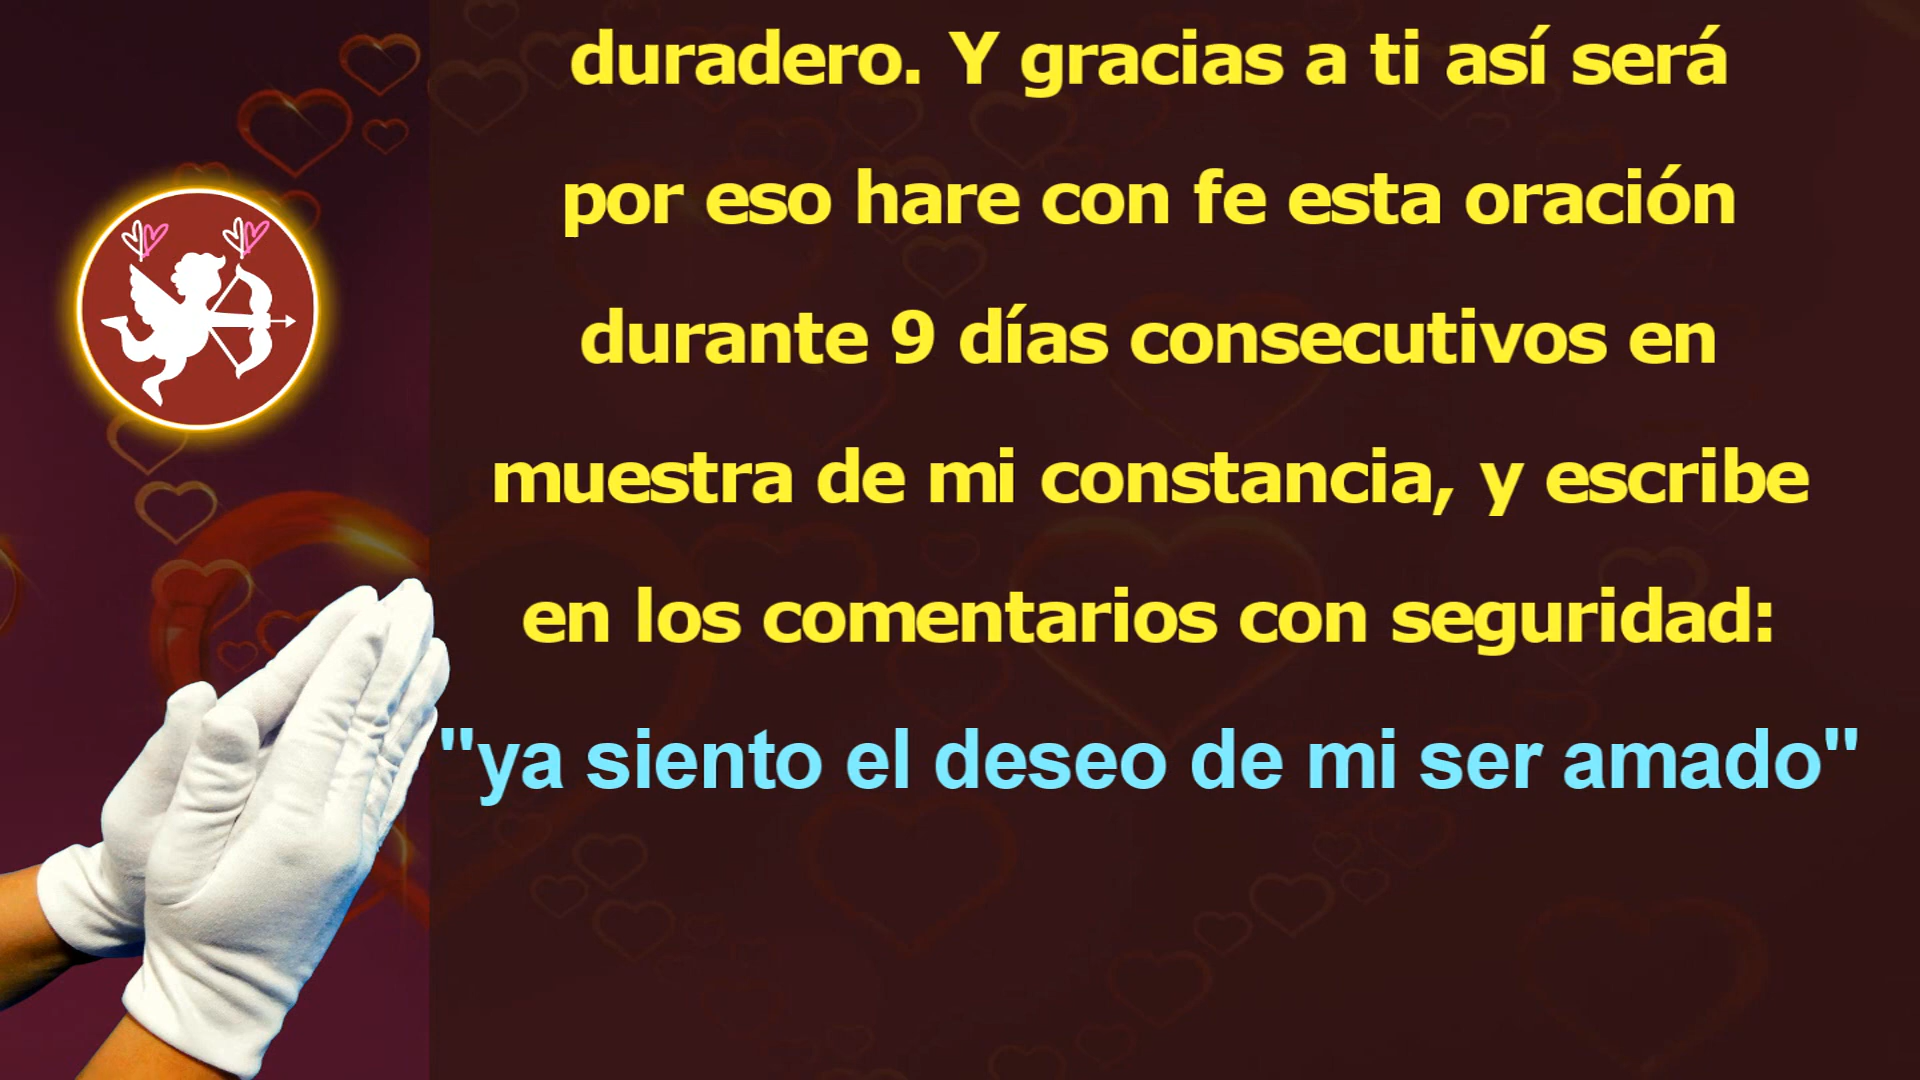 duradero. Y gracias a ti así será
por eso hare con fe esta oración
durante 9 días consecutivos en
muestra de mi constancia, y escribe
en los comentarios con seguridad:
"ya siento el deseo de mi ser amado"